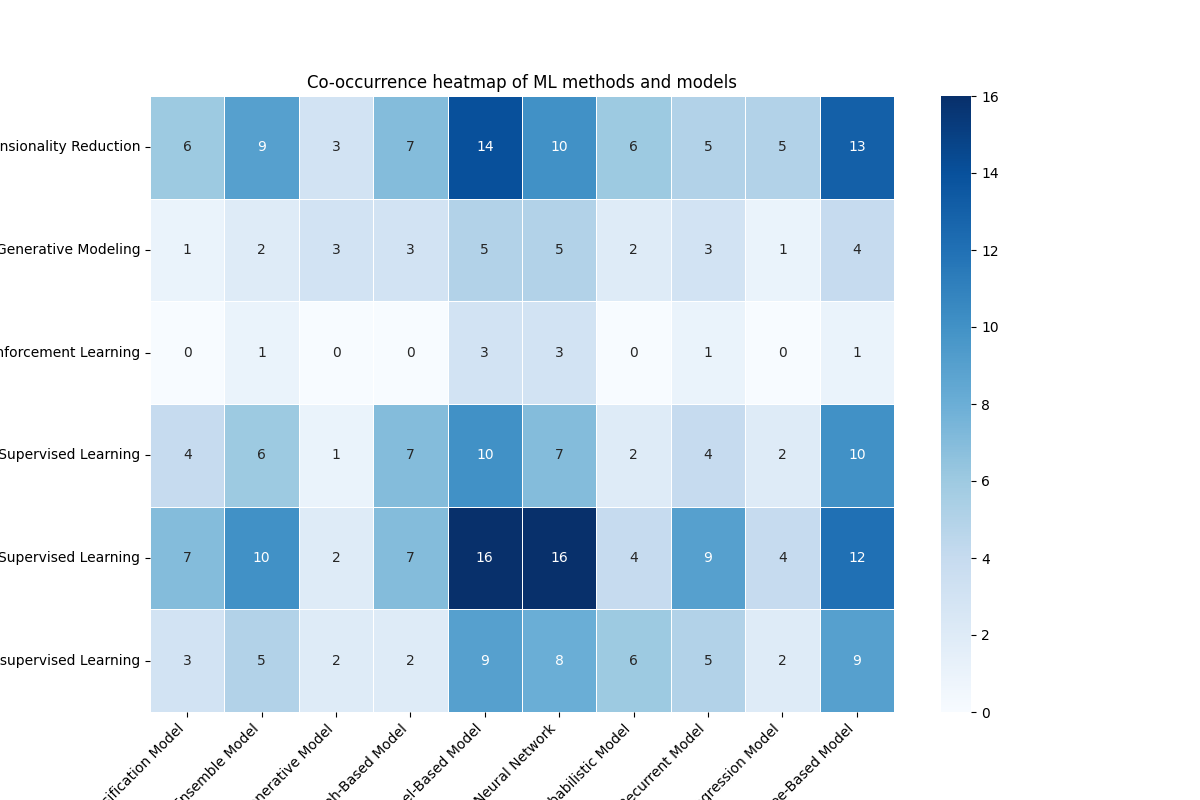 Co-occurrence heatmap of ML methods and models
nsionality Reduction 6 9 3 7 14 10 6 5 5 13
Generative Modeling 1 2 3 3 5 5 2 3 1 4
nforcement Learning 0 1 0 0 3 3 0 1 0 1
Supervised Learning 4 6 1 7 10 7 2 4 2 10
Supervised Learning 7 10 2 7 16 16 4 9 4 12
supervised Learning 3 5 2 2 9 8 6 5 2 9
sification Model
Ensemble Model
nerative Model
h-Based Model
el-Based Model
Neural Network
babilistic Model
Recurrent Model
gression Model
ee-Based Model
16
14
12
10
8
6
4
2
0